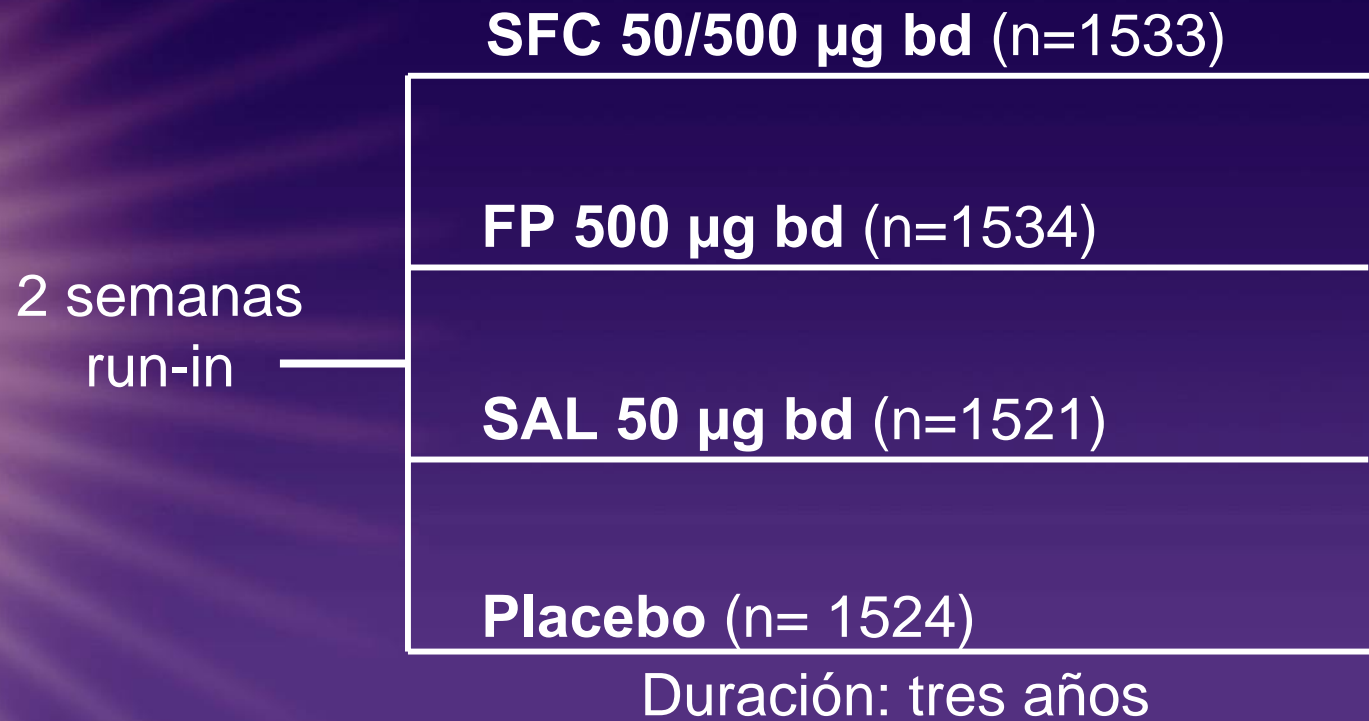 SFC 50/500 µg bd (n=1533)
FP 500 µg bd (n=1534)
2 semanas
run-in
SAL 50 µg bd (n=1521)
Placebo (n= 1524)
Duración: tres años